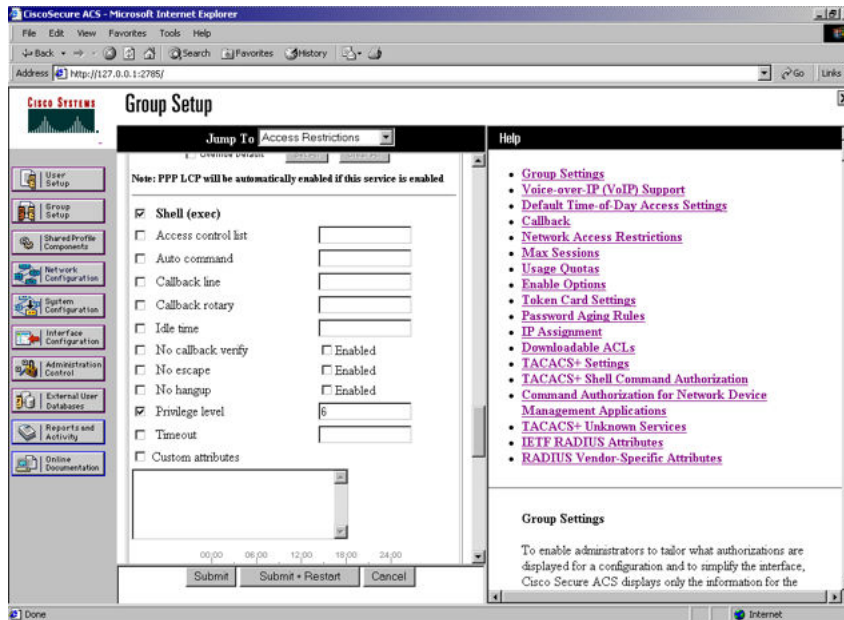 CiscoSecure ACS - Microsoft Internet Explorer
File Edit View Favorites Tools Help
Back Search Favorites History
Address http://127.0.0.1:2785/ Go Links
CISCO SYSTEMS
Group Setup
Jump To Access Restrictions
User Setup
Group Setup
Shared Profile Components
Network Configuration
System Configuration
Interface Configuration
Administration Control
External User Databases
Reports and Activity
Online Documentation
Note: PPP LCP will be automatically enabled if this service is enabled
Shell (exec)
Access control list
Auto command
Callback line
Callback rotary
Idle time
No callback verify Enabled
No escape Enabled
No hangup Enabled
Privilege level 6
Timeout
Custom attributes
00;00 06;00 12;00 18;00 24;00
Submit Submit + Restart Cancel
Help
Group Settings
Voice-over-IP (VoIP) Support
Default Time-of-Day Access Settings
Callback
Network Access Restrictions
Max Sessions
Usage Quotas
Enable Options
Token Card Settings
Password Aging Rules
IP Assignment
Downloadable ACLs
TACACS+ Settings
TACACS+ Shell Command Authorization
Command Authorization for Network Device
Management Applications
TACACS+ Unknown Services
IETF RADIUS Attributes
RADIUS Vendor-Specific Attributes
Group Settings
To enable administrators to tailor what authorizations are
displayed for a configuration and to simplify the interface,
Cisco Secure ACS displays only the information for the
Done Internet